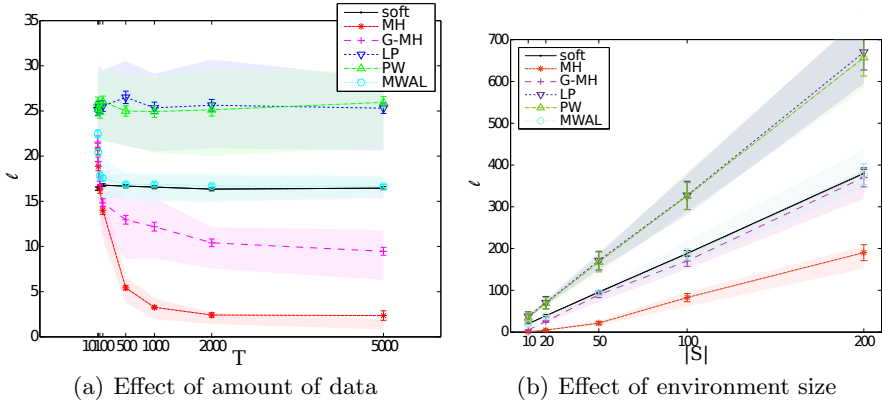 35
30
25
20
15
10
5
0
ℓ
10100 500 1000 2000 5000
T
soft
MH
G-MH
LP
PW
MWAL
(a) Effect of amount of data
700
600
500
400
300
200
100
0
ℓ
10 20 50 100 200
|S|
soft
MH
G-MH
LP
PW
MWAL
(b) Effect of environment size